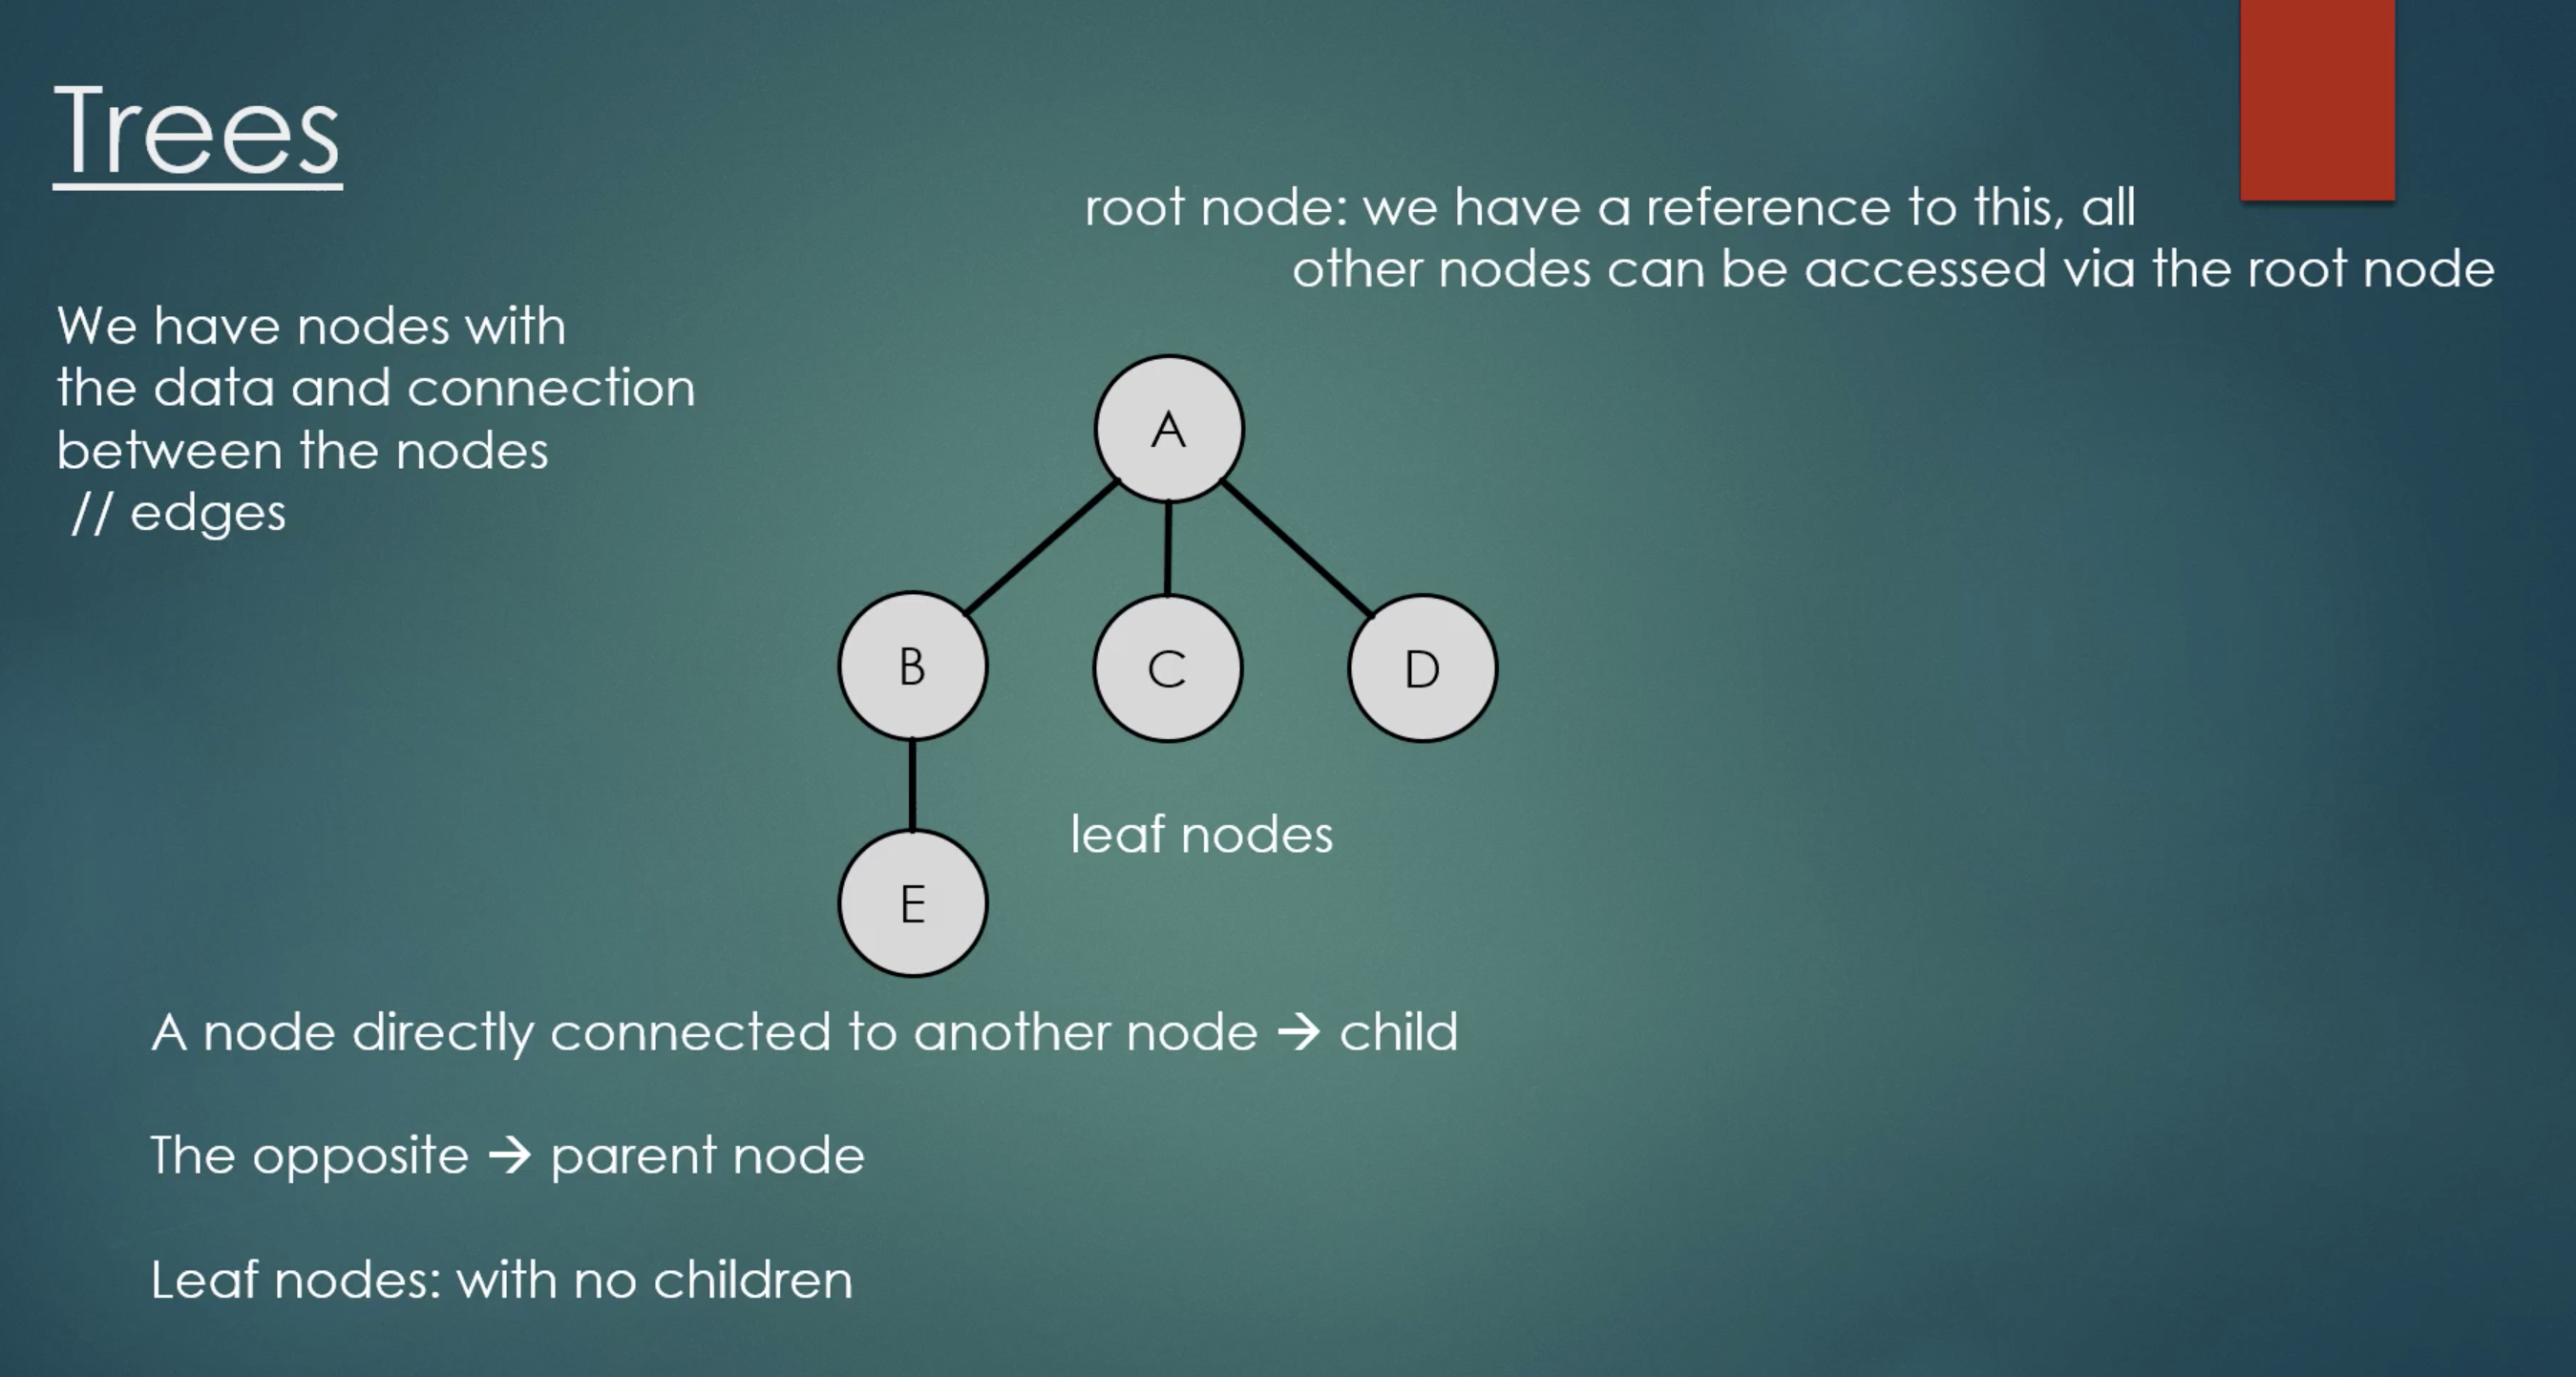 Trees
root node: we have a reference to this, all
other nodes can be accessed via the root node
We have nodes with
the data and connection
between the nodes
// edges
A
B
C
D
leaf nodes
E
A node directly connected to another node → child
The opposite → parent node
Leaf nodes: with no children